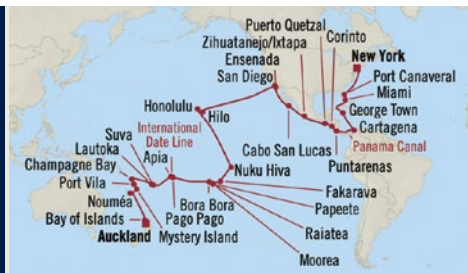 Puerto Quetzal
Zihuatanejo/Ixtapa
Corinto
Ensenada
New York
San Diego
Port Canaveral
Miami
Honolulu
Hilo
George Town
Suva
International
Date Line
Cartagena
Lautoka
Apia
Cabo San Lucas
Panama Canal
Champagne Bay
Puntarenas
Port Vila
Nuku Hiva
Nouméa
Bora Bora
Fakarava
Bay of Islands
Pago Pago
Papeete
Auckland
Mystery Island
Raiatea
Moorea